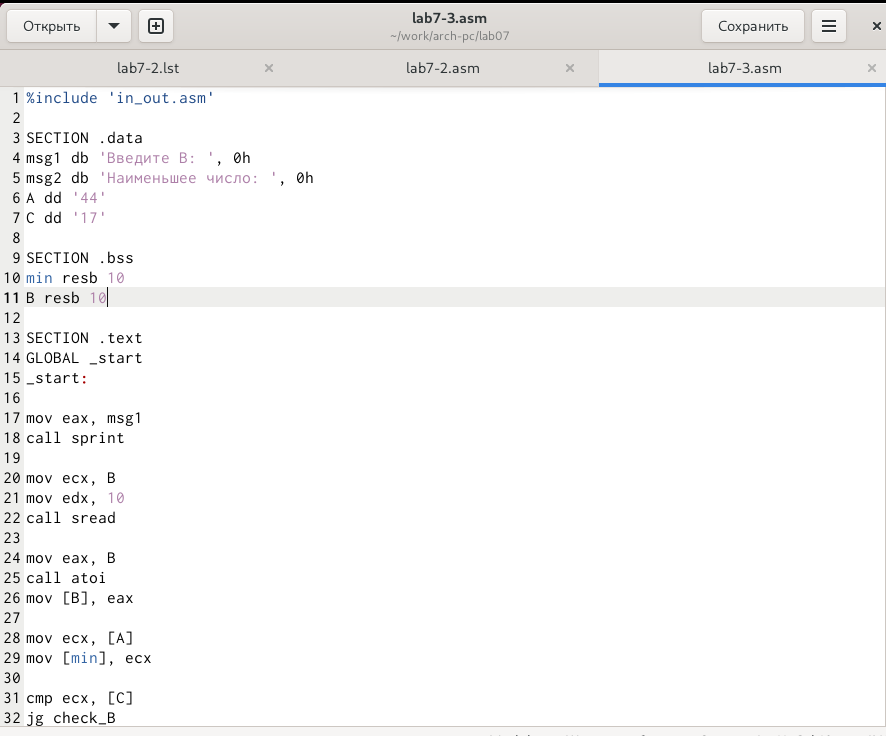 Открыть
lab7-3.asm
~/work/arch-pc/lab07
Сохранить
lab7-2.lst
lab7-2.asm
lab7-3.asm
1 %include 'in_out.asm'
2
3 SECTION .data
4 msg1 db 'Введите B: ', 0h
5 msg2 db 'Наименьшее число: ', 0h
6 A dd '44'
7 C dd '17'
8
9 SECTION .bss
10 min resb 10
11 B resb 10
12
13 SECTION .text
14 GLOBAL _start
15 _start:
16
17 mov eax, msg1
18 call sprint
19
20 mov ecx, B
21 mov edx, 10
22 call sread
23
24 mov eax, B
25 call atoi
26 mov [B], eax
27
28 mov ecx, [A]
29 mov [min], ecx
30
31 cmp ecx, [C]
32 jg check_B